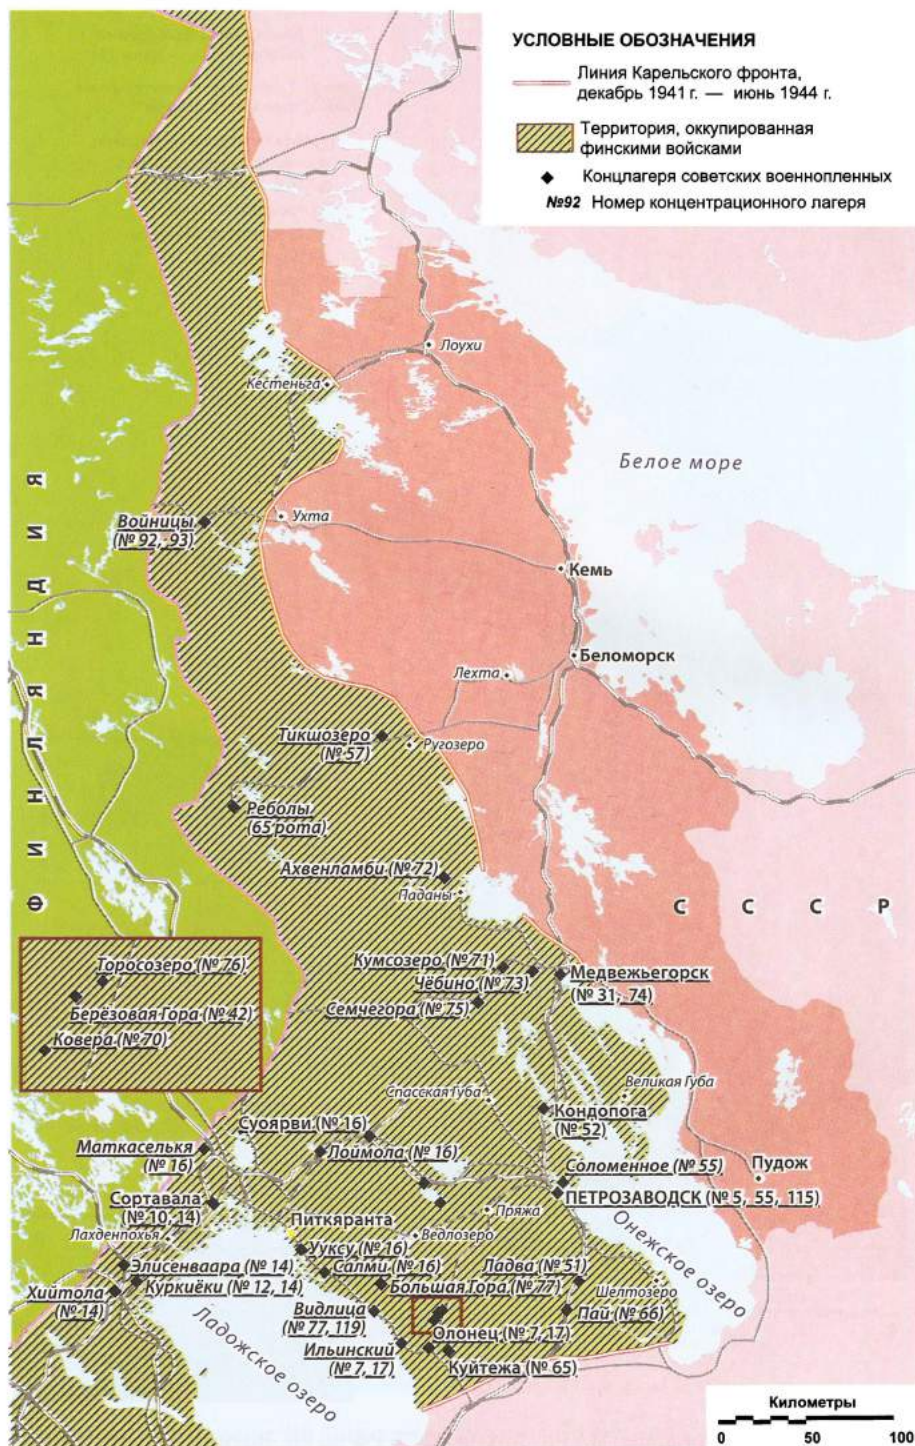 УСЛОВНЫЕ ОБОЗНАЧЕНИЯ
Линия Карельского фронта,
декабрь 1941 г. — июнь 1944 г.
Территория, оккупированная
финскими войсками
Концлагеря советских военнопленных
№92 Номер концентрационного лагеря
Лоухи
Кестеньга
Белое море
ФИНЛЯНДИЯ
Войницы
(№ 92, 93)
Ухта
Кемь
Беломорск
Лехта
Тикшозеро
(№ 57)
Ругозеро
Реболы
(65 рота)
Ахвенламби (№ 72)
Паданы
СССР
Торосозеро (№ 76)
Берёзовая Гора (№ 42)
Ковера (№ 70)
Кумсозеро (№ 71)
Чёбино (№ 73)
Семчегора (№ 75)
Медвежьегорск
(№ 31, 74)
Спасская Губа
Великая Губа
Кондопога
(№ 52)
Суоярви (№ 16)
Лоймола (№ 16)
Маткаселькя
(№ 16)
Соломенное (№ 55)
Пудож
ПЕТРОЗАВОДСК (№ 5, 55, 115)
Сортавала
(№ 10, 14)
Лахденпохья
Питкяранта
Пряжа
Ведлозеро
Онежское озеро
Ууксу (№ 16)
Салми (№ 16)
Элисенваара (№ 14)
Куркиёки (№ 12, 14)
Хийтола
(№ 14)
Ладва (№ 51)
Большая Гора (№ 77)
Шелтозеро
Видлица
(№ 77, 119)
Пай (№ 66)
Ладожское озеро
Олонец (№ 7, 17)
Ильинский
(№ 7, 17)
Куйтежа (№ 65)
Километры
0 50 100